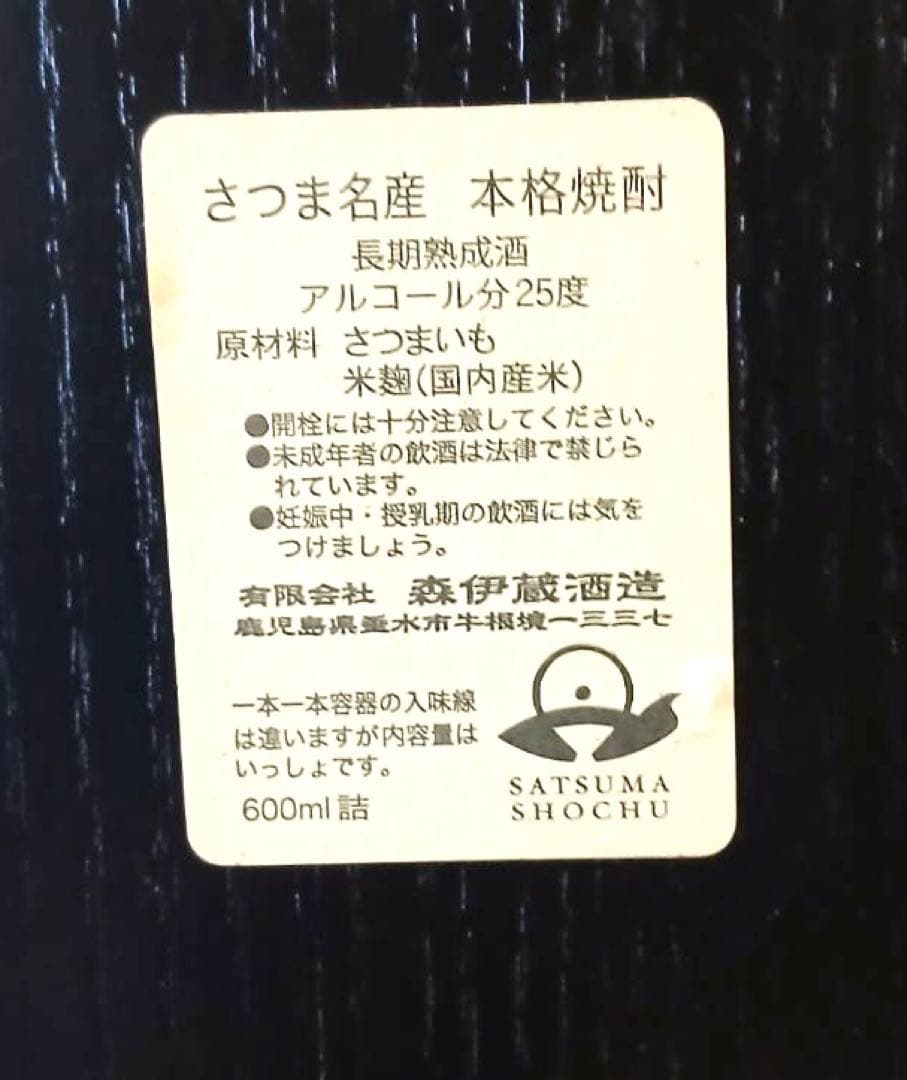 さつま名産 本格焼酎
長期熟成酒
アルコール分25度
原材料 さつまいも
米麹(国内産米)
●開栓には十分注意してください。
●未成年者の飲酒は法律で禁じら
れています。
●妊娠中・授乳期の飲酒には気を
つけましょう。
有限会社 森伊蔵酒造
鹿児島県垂水市牛根境一三三七
一本一本容器の入味線
は違いますが内容量は
いっしょです。
600ml詰
SATSUMA
SHOCHU